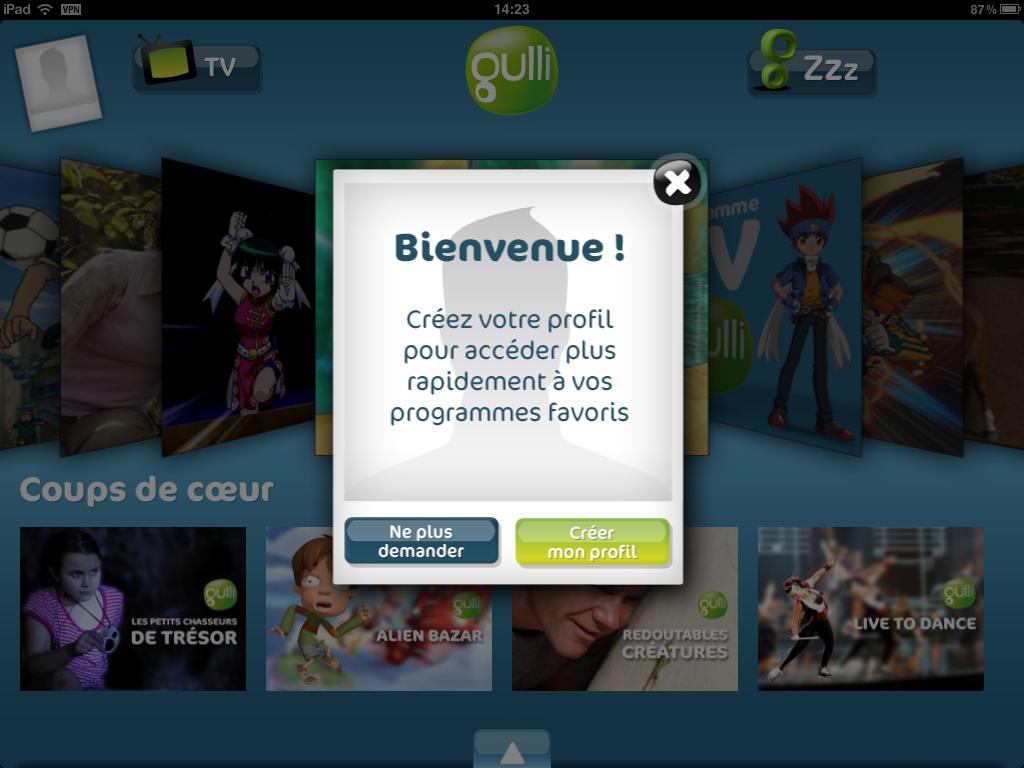 iPad VPN 14:23 87%
TV
gulli
ZZz
V
ulli
Bienvenue !
Créez votre profil
pour accéder plus
rapidement à vos
programmes favoris
Ne plus
demander
Créer
mon profil
Coups de cœur
gulli
LES PETITS CHASSEURS
DE TRÉSOR
gulli
ALIEN BAZAR
gulli
REDOUTABLES
CRÉATURES
gulli
LIVE TO DANCE